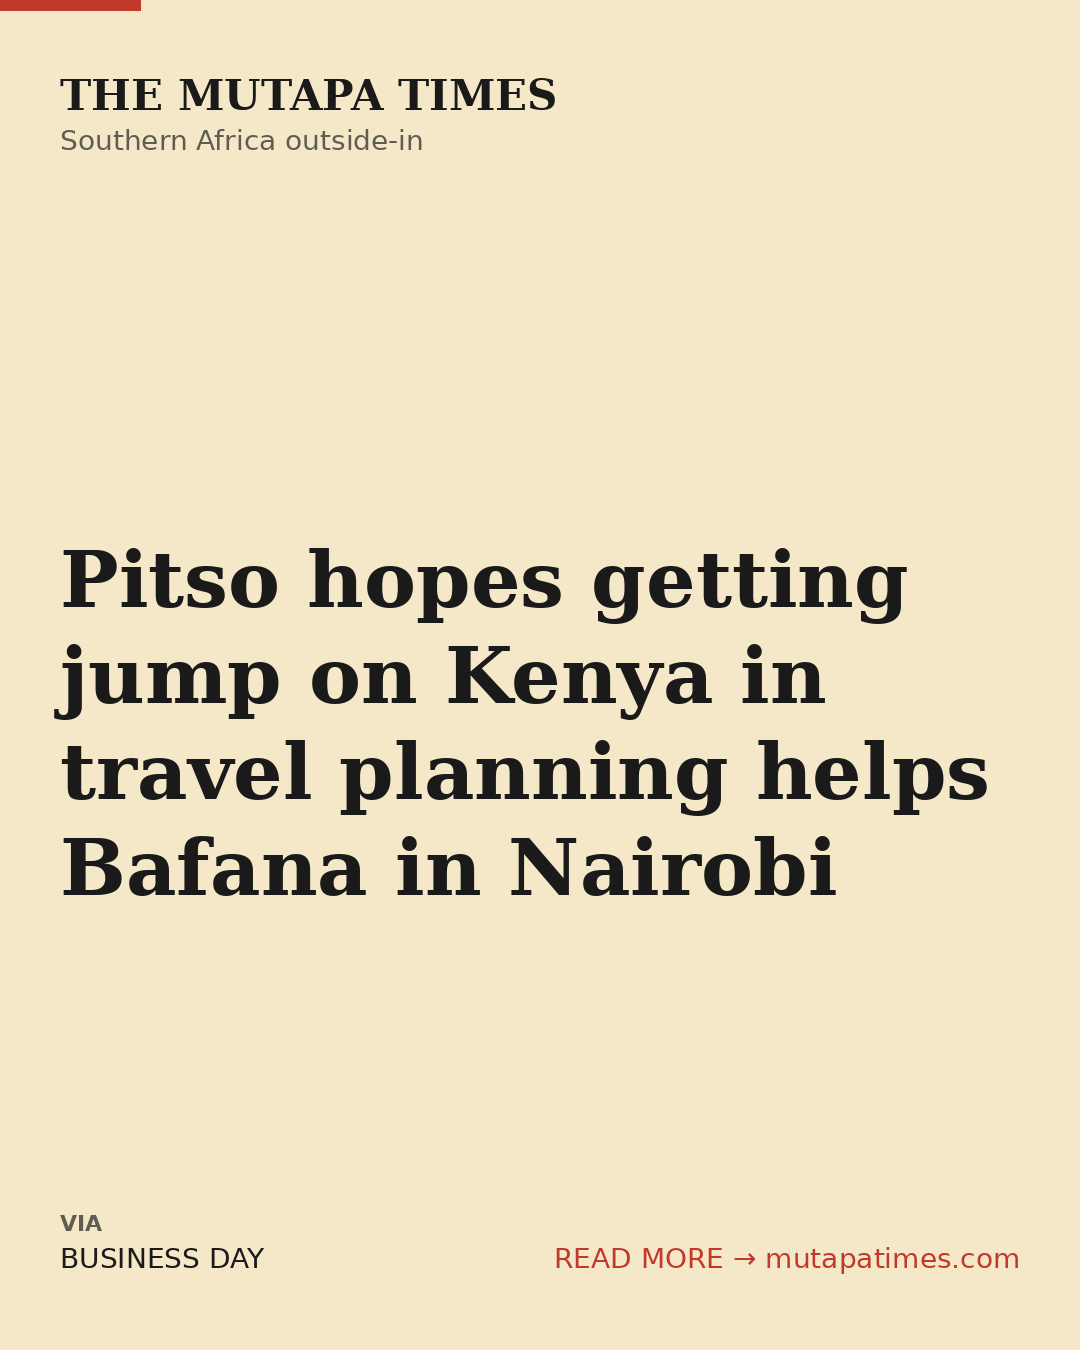 THE MUTAPA TIMES
Southern Africa outside-in
Pitso hopes getting
jump on Kenya in
travel planning helps
Bafana in Nairobi
VIA
BUSINESS DAY
READ MORE → mutapatimes.com